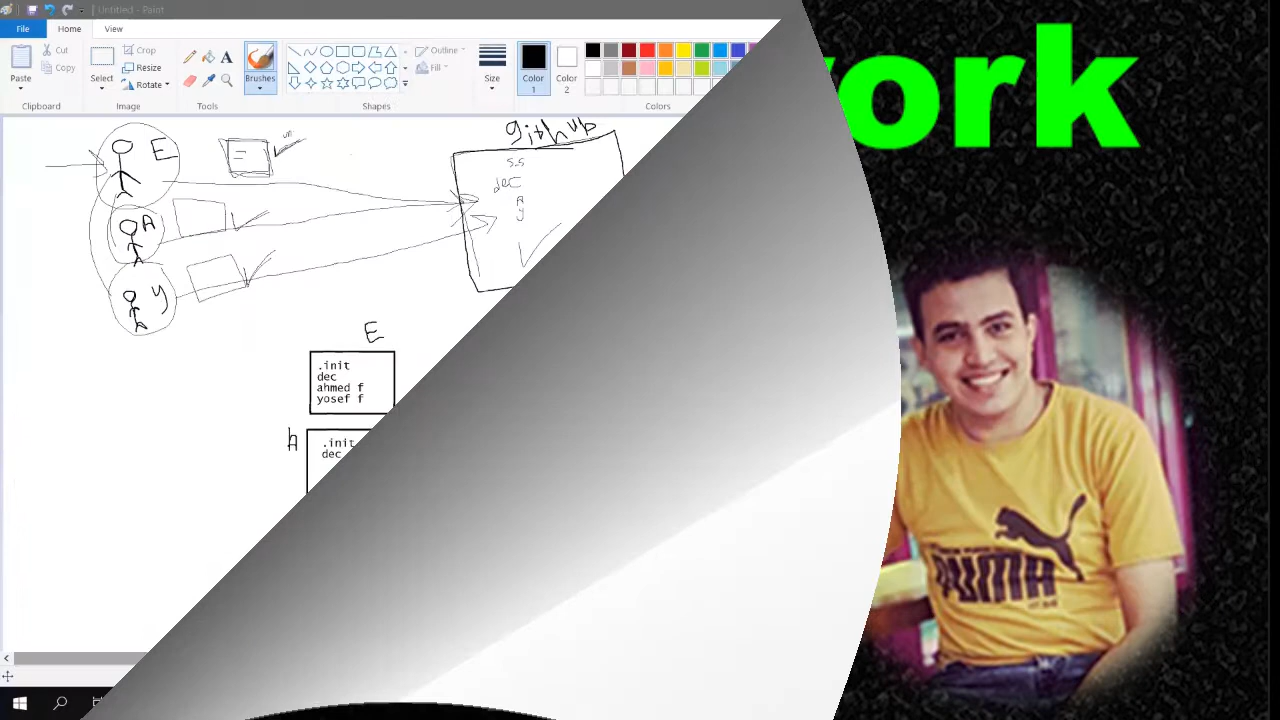 Untitled - Paint
File Home View
Paste
Cut
Copy
Clipboard
Select
Crop
Resize
Rotate
Image
Tools
Brushes
Shapes
Outline
Fill
Size
Color
1
Color
2
Colors
ork
E
github
S.S
dec
A
y
A
y
E
.init
dec
ahmed f
yosef f
A
.init
dec
PUMA